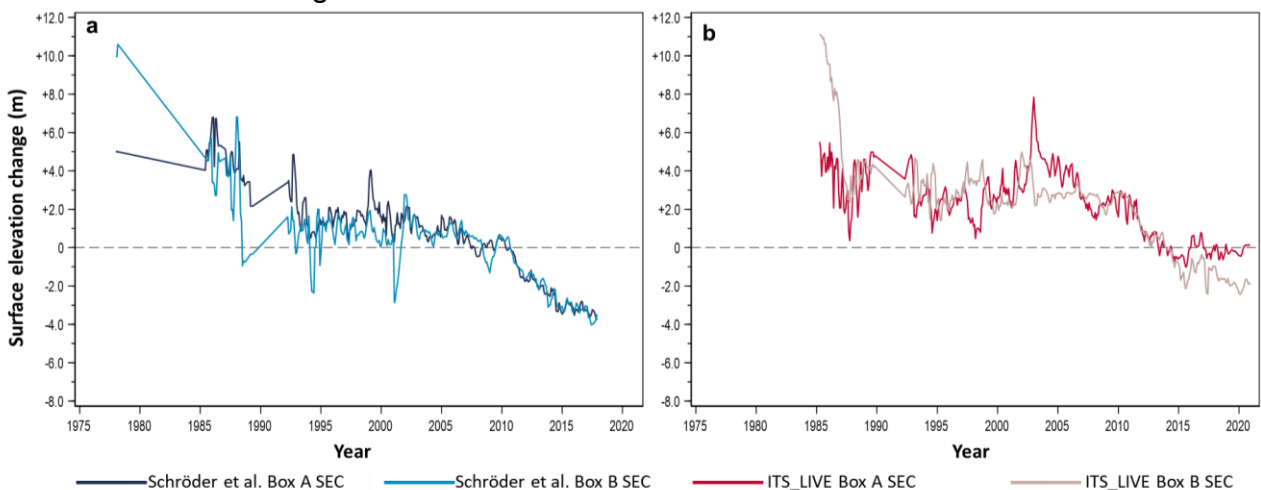 +12.0
+10.0
+8.0
+6.0
+4.0
+2.0
0
-2.0
-4.0
-6.0
-8.0
Surface elevation change (m)
a
1975 1980 1985 1990 1995 2000 2005 2010 2015 2020
Year
+12.0
+10.0
+8.0
+6.0
+4.0
+2.0
0
-2.0
-4.0
-6.0
-8.0
b
1975 1980 1985 1990 1995 2000 2005 2010 2015 2020
Year
Schröder et al. Box A SEC Schröder et al. Box B SEC ITS_LIVE Box A SEC ITS_LIVE Box B SEC